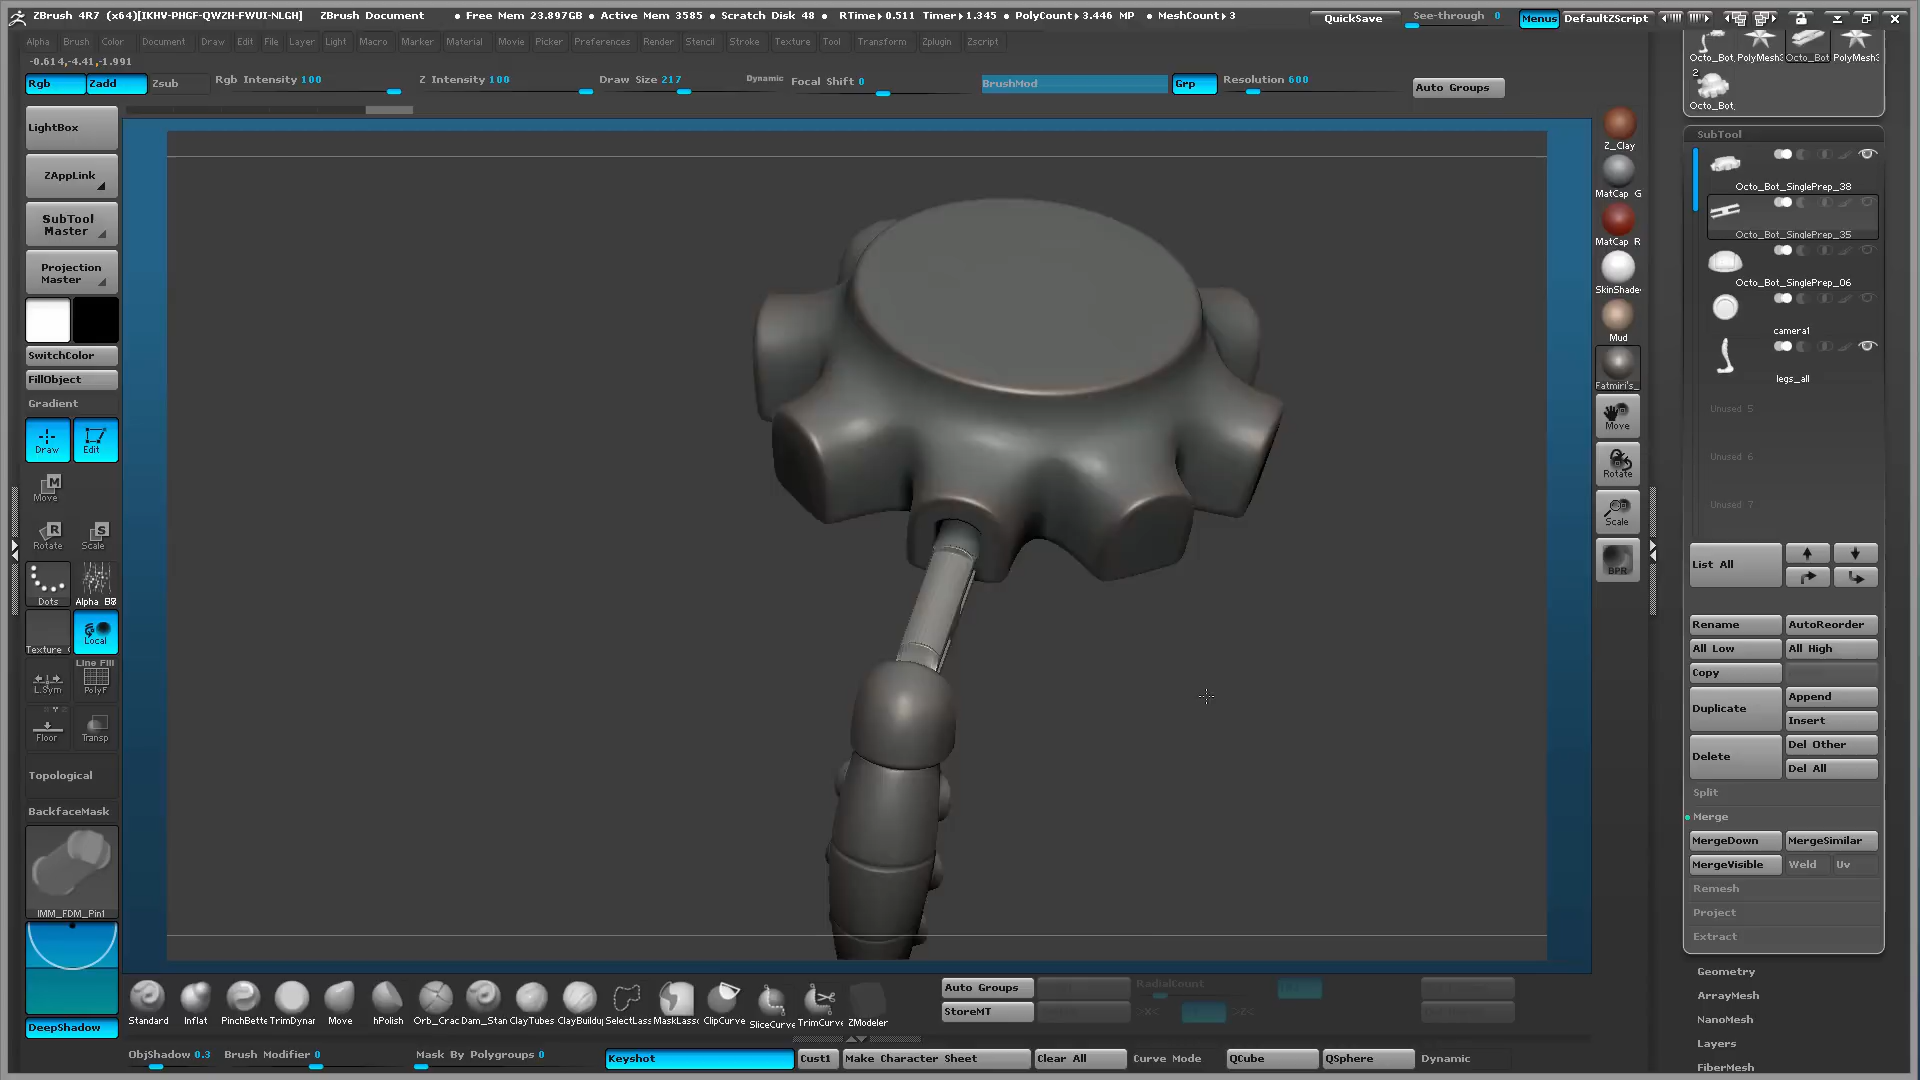 ZBrush 4R7 (x64)[IKHV-PHGF-QWZH-FWUI-NLGH] ZBrush Document • Free Mem 23.897GB • Active Mem 3585 • Scratch Disk 48 • RTime▸0.511 Timer▸1.345 • PolyCount▸3.446 MP • MeshCount▸3 QuickSave See-through 0 Menus DefaultZScript
Alpha Brush Color Document Draw Edit File Layer Light Macro Marker Material Movie Picker Preferences Render Stencil Stroke Texture Tool Transform Zplugin Zscript
-0.614,-4.41,-1.991
Rgb Zadd Zsub Rgb Intensity 100 Z Intensity 100 Draw Size 217 Dynamic Focal Shift 0 BrushMod Grp Resolution 600 Auto Groups
Octo_Bot PolyMesh3 Octo_Bot PolyMesh3
2
Octo_Bot
LightBox
ZAppLink
SubTool Master
Projection Master
SwitchColor
FillObject
Gradient
Draw Edit
Move
Rotate Scale
Dots Alpha 88
Texture Local
Line Fill
L.Sym PolyF
Floor Transp
Topological
BackfaceMask
IMM_FDM_Pin1
DeepShadow
Z_Clay
MatCap G
MatCap R
SkinShade
Mud
Fatmiri's_
Move
Rotate
Scale
BPR
SubTool
Octo_Bot_SinglePrep_38
Octo_Bot_SinglePrep_35
Octo_Bot_SinglePrep_06
camera1
legs_all
Unused 5
Unused 6
Unused 7
List All
Rename AutoReorder
All Low All High
Copy
Duplicate Append
Insert
Delete Del Other
Del All
Split
Merge
MergeDown MergeSimilar
MergeVisible Weld Uv
Remesh
Project
Extract
Geometry
ArrayMesh
NanoMesh
Layers
FiberMesh
Standard Inflat PinchBette TrimDynar Move hPolish Orb_Crac Dam_Stan ClayTubes ClayBuildu SelectLass MaskLasso ClipCurve SliceCurv TrimCurv ZModeler
Auto Groups RadialCount
StoreMT >X< >Z<
ObjShadow 0.3 Brush Modifier 0 Mask By Polygroups 0 Keyshot Cust1 Make Character Sheet Clear All Curve Mode QCube QSphere Dynamic